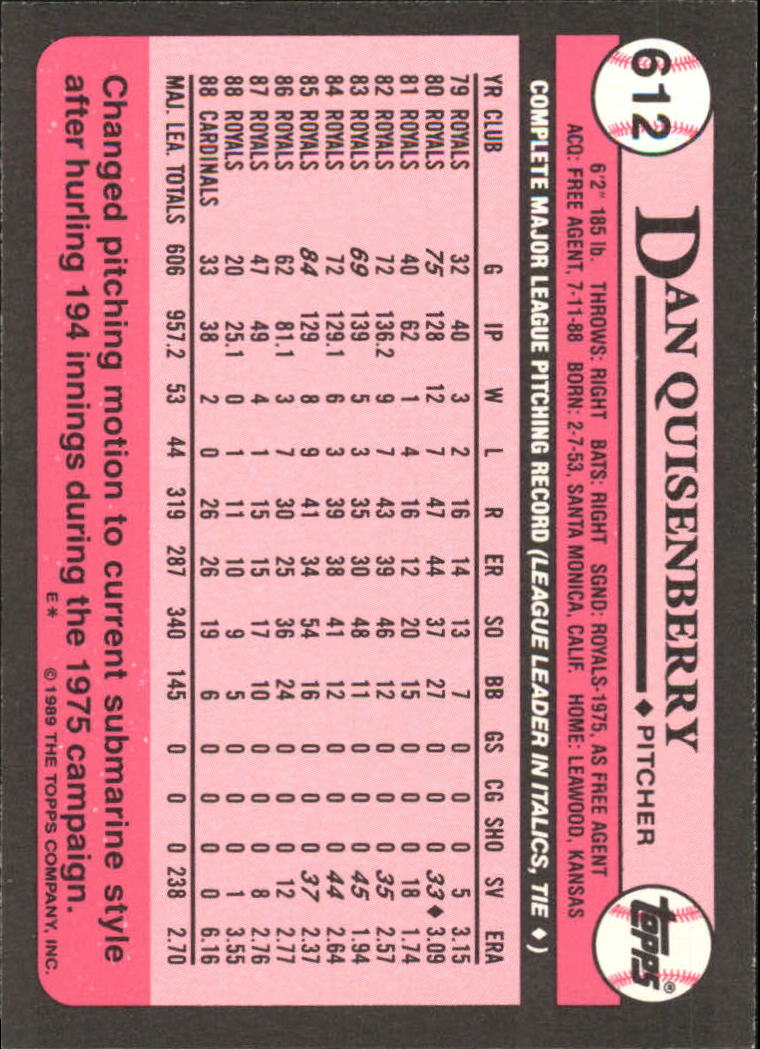 612
DAN QUISENBERRY
♦ PITCHER
topps®
6'2" 185 lb. THROWS: RIGHT BATS: RIGHT SGND: ROYALS-1975, AS FREE AGENT
ACQ: FREE AGENT, 7-11-88 BORN: 2-7-53, SANTA MONICA, CALIF. HOME: LEAWOOD, KANSAS
COMPLETE MAJOR LEAGUE PITCHING RECORD (LEAGUE LEADER IN ITALICS, TIE ♦)
YR CLUB G IP W L R ER SO BB GS CG SHO SV ERA
79 ROYALS 32 40 3 2 16 14 13 7 0 0 0 5 3.15
80 ROYALS 75 128 12 7 47 44 37 27 0 0 0 33♦ 3.09
81 ROYALS 40 62 1 4 16 12 20 15 0 0 0 18 1.74
82 ROYALS 72 136.2 9 7 43 39 46 12 0 0 0 35 2.57
83 ROYALS 69 139 5 3 35 30 48 11 0 0 0 45 1.94
84 ROYALS 72 129.1 6 3 39 38 41 12 0 0 0 44 2.64
85 ROYALS 84 129 8 9 41 34 54 16 0 0 0 37 2.37
86 ROYALS 62 81.1 3 7 30 25 36 24 0 0 0 12 2.77
87 ROYALS 47 49 4 1 15 15 17 10 0 0 0 8 2.76
88 ROYALS 20 25.1 0 1 11 10 9 5 0 0 0 1 3.55
88 CARDINALS 33 38 2 0 26 26 19 6 0 0 0 0 6.16
MAJ. LEA. TOTALS 606 957.2 53 44 319 287 340 145 0 0 0 238 2.70
Changed pitching motion to current submarine style
after hurling 194 innings during the 1975 campaign.
E* ©1989 THE TOPPS COMPANY, INC.